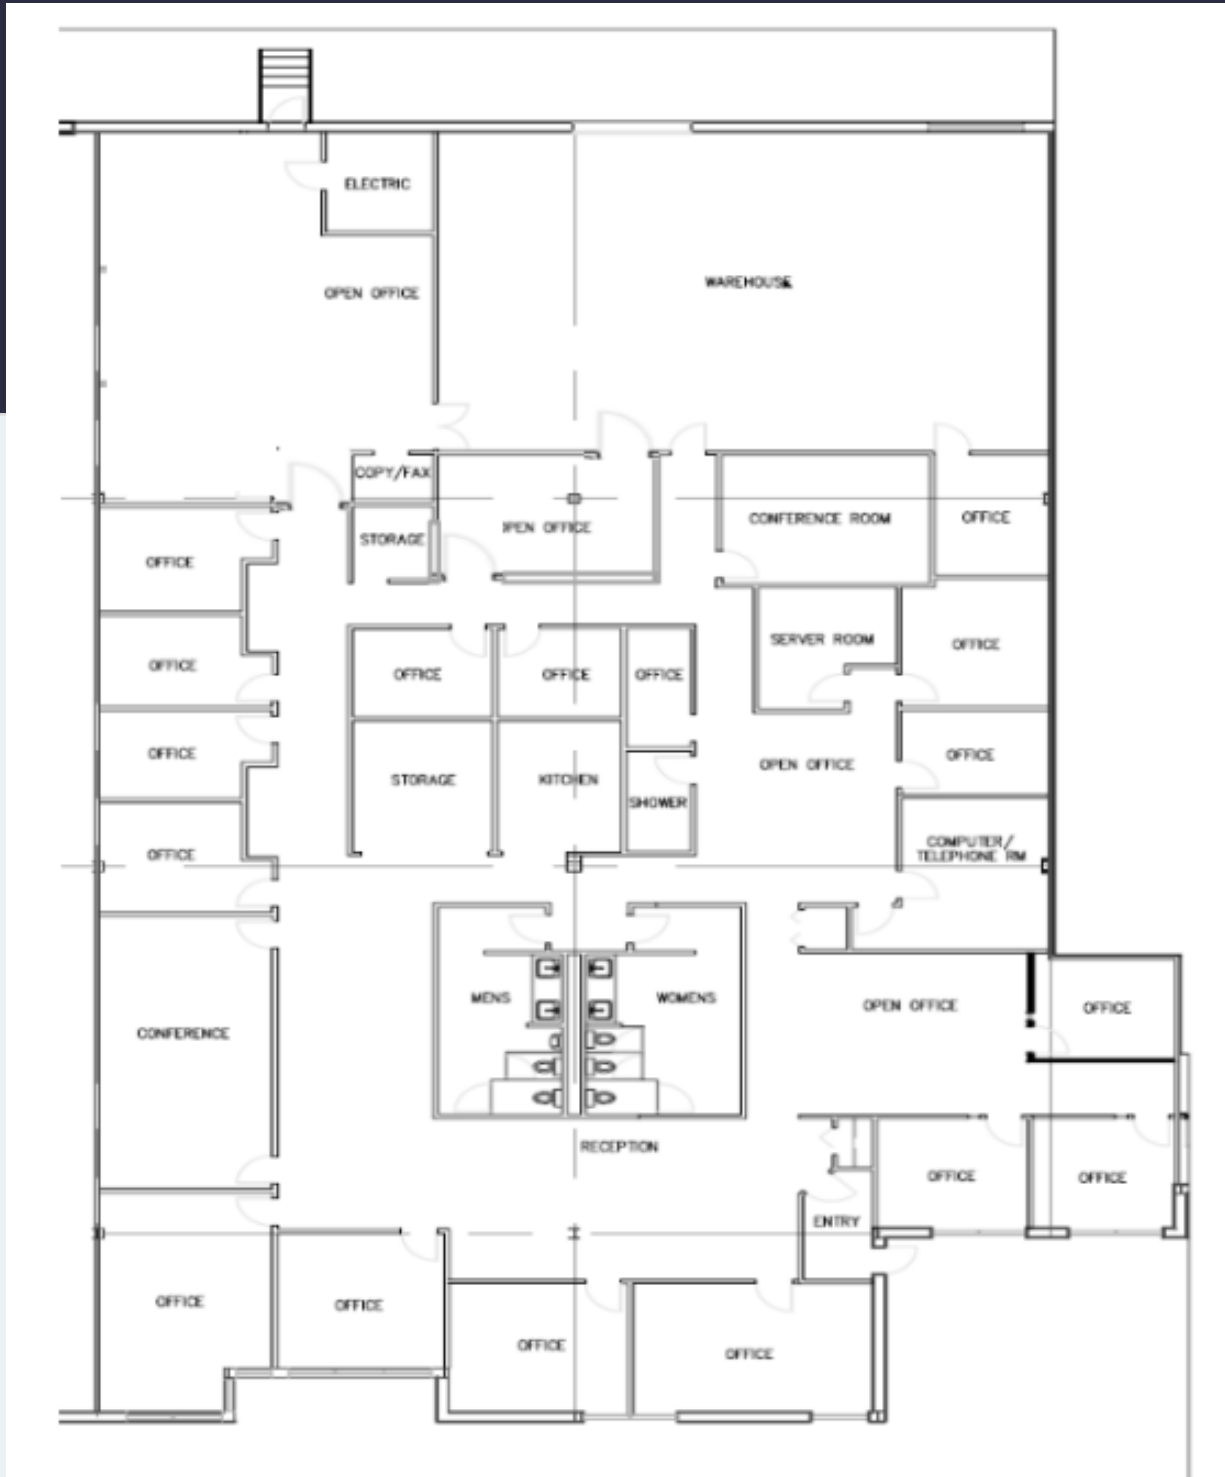 ELECTRIC
WAREHOUSE
OPEN OFFICE
COPY/FAX
CONFERENCE ROOM
OFFICE
OPEN OFFICE
STORAGE
OFFICE
SERVER ROOM
OFFICE
OFFICE
OFFICE
OFFICE
OFFICE
OFFICE
OFFICE
OPEN OFFICE
STORAGE
KITCHEN
SHOWER
OFFICE
COMPUTER/
TELEPHONE RM
MENS
WOMENS
OPEN OFFICE
OFFICE
CONFERENCE
RECEPTION
OFFICE
OFFICE
ENTRY
OFFICE
OFFICE
OFFICE
OFFICE